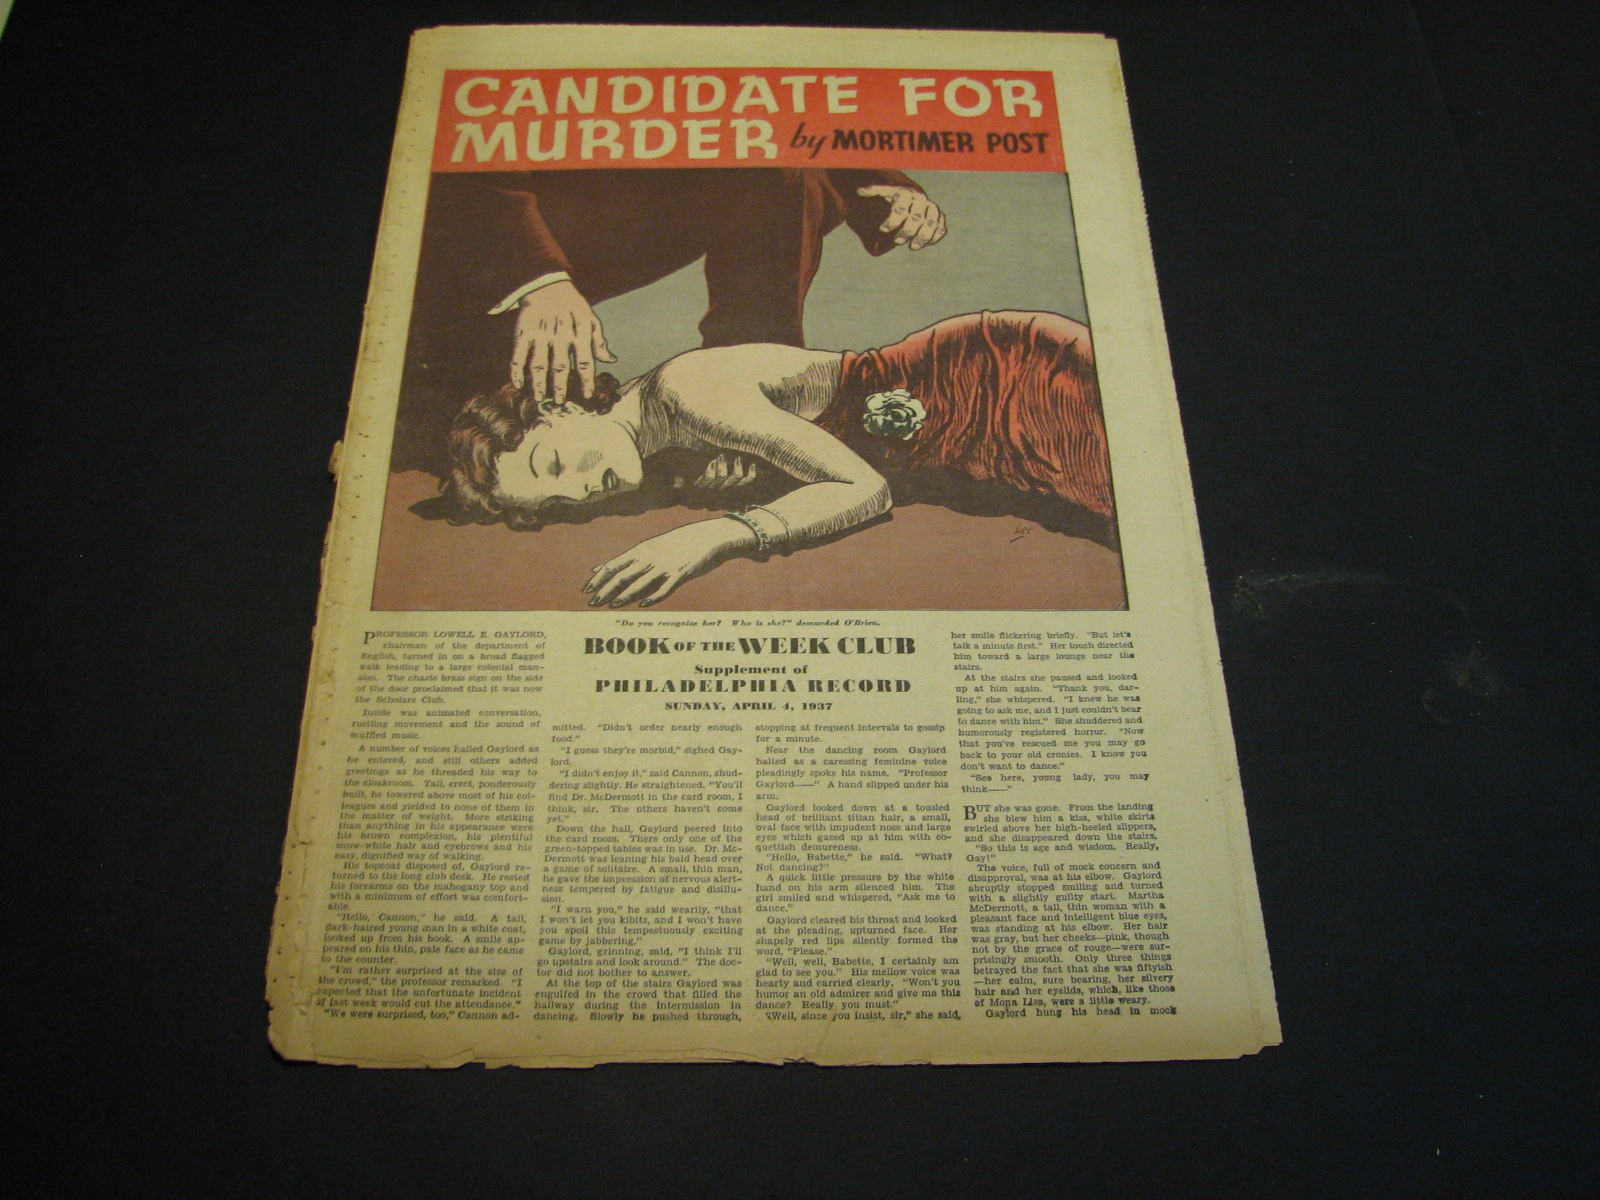 CANDIDATE FOR
MURDER by MORTIMER POST
Lee
"Do you recognize her? Who is she?" demanded O'Brien.
BOOK OF THE WEEK CLUB
Supplement of
PHILADELPHIA RECORD
SUNDAY, APRIL 4, 1937
PROFESSOR LOWELL E. GAYLORD,
chairman of the department of
English, turned in on a broad flagged
walk leading to a large colonial man-
sion. The chaste brass sign on the side
of the door proclaimed that it was now
the Scholars Club.
Inside was animated conversation,
rustling movement and the sound of
muffled music.
A number of voices hailed Gaylord as
he entered, and still others added
greetings as he threaded his way to
the cloakroom. Tall, erect, ponderously
built, he towered above most of his col-
leagues and yielded to none of them in
the matter of weight. More striking
than anything in his appearance were
his brown complexion, his plentiful
snow-white hair and eyebrows and his
easy, dignified way of walking.
His topcoat disposed of, Gaylord re-
turned to the long club desk. He rested
his forearms on the mahogany top and
with a minimum of effort was comfort-
able.
"Hello, Cannon," he said. A tall,
dark-haired young man in a white coat,
looked up from his book. A smile ap-
peared on his thin, pale face as he came
to the counter.
"I'm rather surprised at the size of
the crowd," the professor remarked. "I
expected that the unfortunate incident
of last week would cut the attendance."
"We were surprised, too," Cannon ad-
mitted. "Didn't order nearly enough
food."
"I guess they're morbid," sighed Gay-
lord.
"I didn't enjoy it," said Cannon, shud-
dering slightly. He straightened. "You'll
find Dr. McDermott in the card room, I
think, sir. The others haven't come
yet."
Down the hall, Gaylord peered into
the card room. There only one of the
green-topped tables was in use. Dr. Mc-
Dermott was leaning his bald head over
a game of solitaire. A small, thin man,
he gave the impression of nervous alert-
ness tempered by fatigue and disillu-
sion.
"I warn you," he said wearily, "that
I won't let you kibitz, and I won't have
you spoil this tempestuously exciting
game by jabbering."
Gaylord, grinning, said, "I think I'll
go upstairs and look around." The doc-
tor did not bother to answer.
At the top of the stairs Gaylord was
engulfed in the crowd that filled the
hallway during the intermission in
dancing. Slowly he pushed through,
stopping at frequent intervals to gossip
for a minute.
Near the dancing room Gaylord
halted as a caressing feminine voice
pleadingly spoke his name. "Professor
Gaylord——" A hand slipped under his
arm.
Gaylord looked down at a tousled
head of brilliant titian hair, a small,
oval face with impudent nose and large
eyes which gazed up at him with co-
quettish demureness.
"Hello, Babette," he said. "What?
Not dancing?"
A quick little pressure by the white
hand on his arm silenced him. The
girl smiled and whispered, "Ask me to
dance."
Gaylord cleared his throat and looked
at the pleading, upturned face. Her
shapely red lips silently formed the
word, "Please."
"Well, well, Babette, I certainly am
glad to see you." His mellow voice was
hearty and carried clearly. "Won't you
humor an old admirer and give me this
dance? Really you must."
"Well, since you insist, sir," she said,
her smile flickering briefly. "But let's
talk a minute first." Her touch directed
him toward a large lounge near the
stairs.
At the stairs she paused and looked
up at him again. "Thank you, dar-
ling," she whispered. "I knew he was
going to ask me, and I just couldn't bear
to dance with him." She shuddered and
humorously registered horror. "Now
that you've rescued me you may go
back to your old cronies. I know you
don't want to dance."
"See here, young lady, you may
think——"
BUT she was gone. From the landing
she blew him a kiss, white skirts
swirled above her high-heeled slippers,
and she disappeared down the stairs.
"So this is age and wisdom. Really,
Gay!"
The voice, full of mock concern and
disapproval, was at his elbow. Gaylord
abruptly stopped smiling and turned
with a slightly guilty start. Martha
McDermott, a tall, thin woman with a
pleasant face and intelligent blue eyes,
was standing at his elbow. Her hair
was gray, but her cheeks—pink, though
not by the grace of rouge—were sur-
prisingly smooth. Only three things
betrayed the fact that she was fiftyish
—her calm, sure bearing, her silvery
hair and her eyelids, which, like those
of Mona Lisa, were a little weary.
Gaylord hung his head in mock